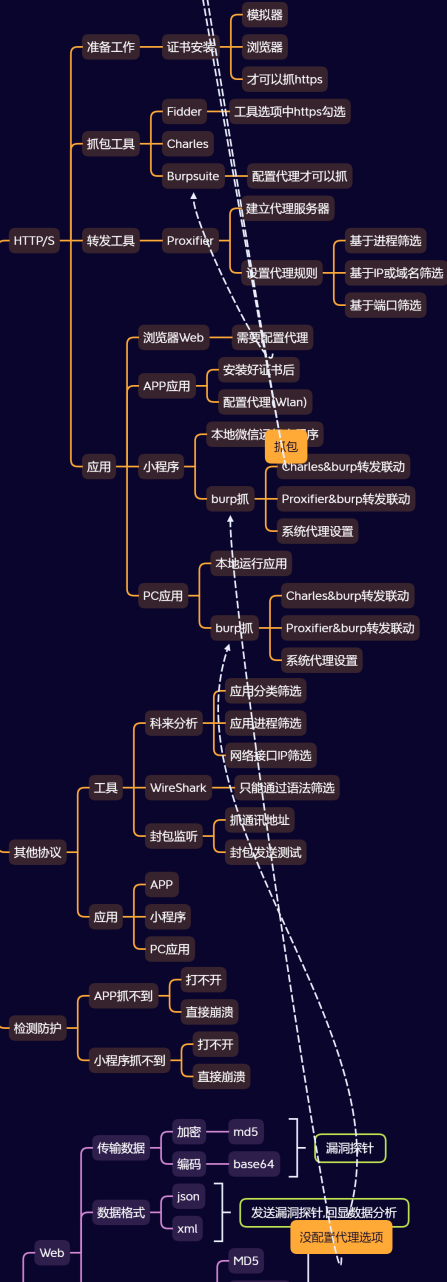 模拟器
准备工作
证书安装
浏览器
才可以抓https
Fidder
工具选项中https勾选
抓包工具
Charles
Burpsuite
配置代理才可以抓
建立代理服务器
HTTP/S
转发工具
Proxifier
基于进程筛选
设置代理规则
基于IP或域名筛选
基于端口筛选
浏览器Web
需要配置代理
安装好证书后
APP应用
配置代理(Wlan)
本地微信运行小程序
抓包
应用
小程序
Charles&burp转发联动
burp抓
Proxifier&burp转发联动
系统代理设置
本地运行应用
PC应用
Charles&burp转发联动
burp抓
Proxifier&burp转发联动
系统代理设置
应用分类筛选
科来分析
应用进程筛选
网络接口IP筛选
工具
WireShark
只能通过语法筛选
抓通讯地址
封包监听
封包发送测试
其他协议
APP
应用
小程序
PC应用
打不开
APP抓不到
直接崩溃
检测防护
打不开
小程序抓不到
直接崩溃
加密
md5
传输数据
漏洞探针
编码
base64
json
数据格式
发送漏洞探针,回显数据分析
xml
没配置代理选项
Web
MD5